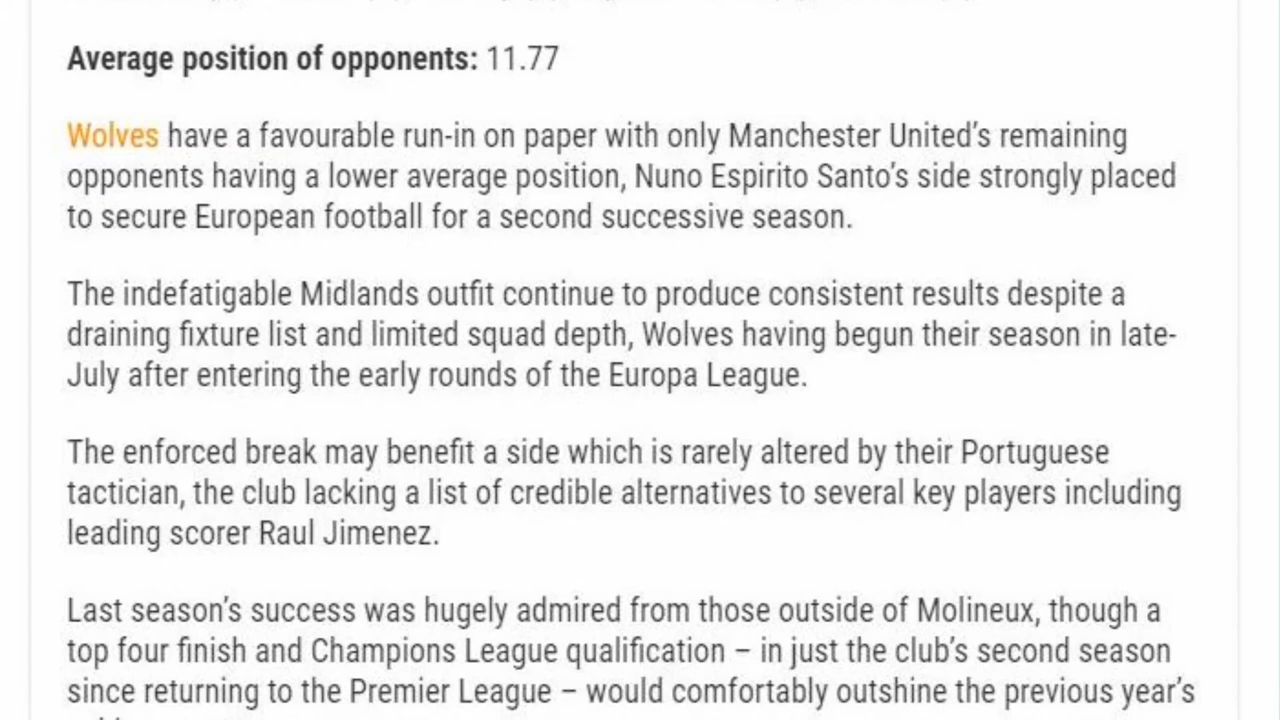 Average position of opponents: 11.77
Wolves have a favourable run-in on paper with only Manchester United’s remaining
opponents having a lower average position, Nuno Espirito Santo’s side strongly placed
to secure European football for a second successive season.
The indefatigable Midlands outfit continue to produce consistent results despite a
draining fixture list and limited squad depth, Wolves having begun their season in late-
July after entering the early rounds of the Europa League.
The enforced break may benefit a side which is rarely altered by their Portuguese
tactician, the club lacking a list of credible alternatives to several key players including
leading scorer Raul Jimenez.
Last season’s success was hugely admired from those outside of Molineux, though a
top four finish and Champions League qualification – in just the club’s second season
since returning to the Premier League – would comfortably outshine the previous year’s